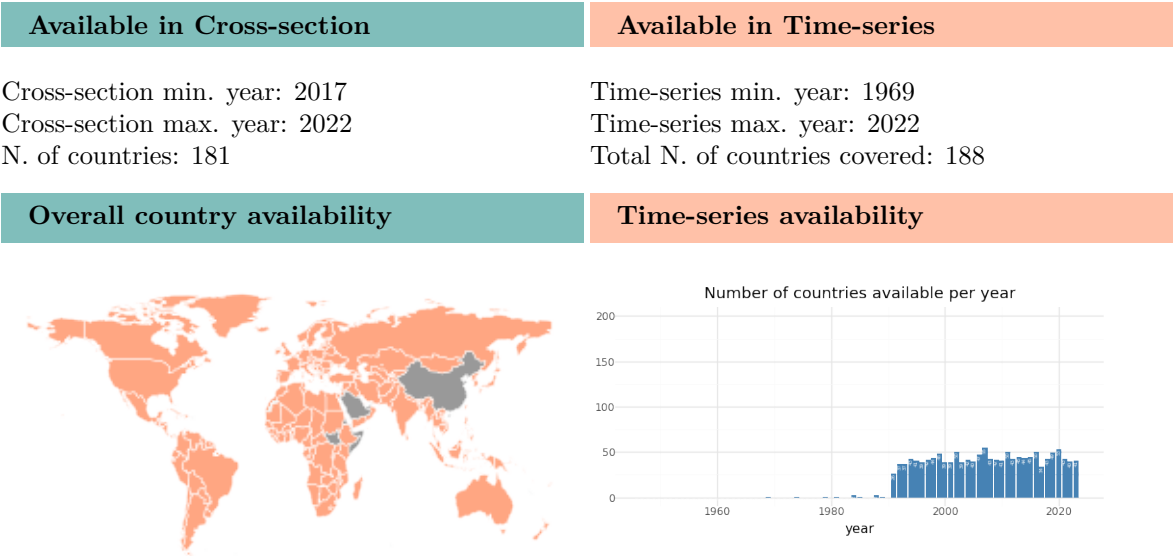 Available in Cross-section
Cross-section min. year: 2017
Cross-section max. year: 2022
N. of countries: 181
Available in Time-series
Time-series min. year: 1969
Time-series max. year: 2022
Total N. of countries covered: 188
Overall country availability
Time-series availability
Number of countries available per year
200
150
100
50
0
1960
1980
2000
2020
year